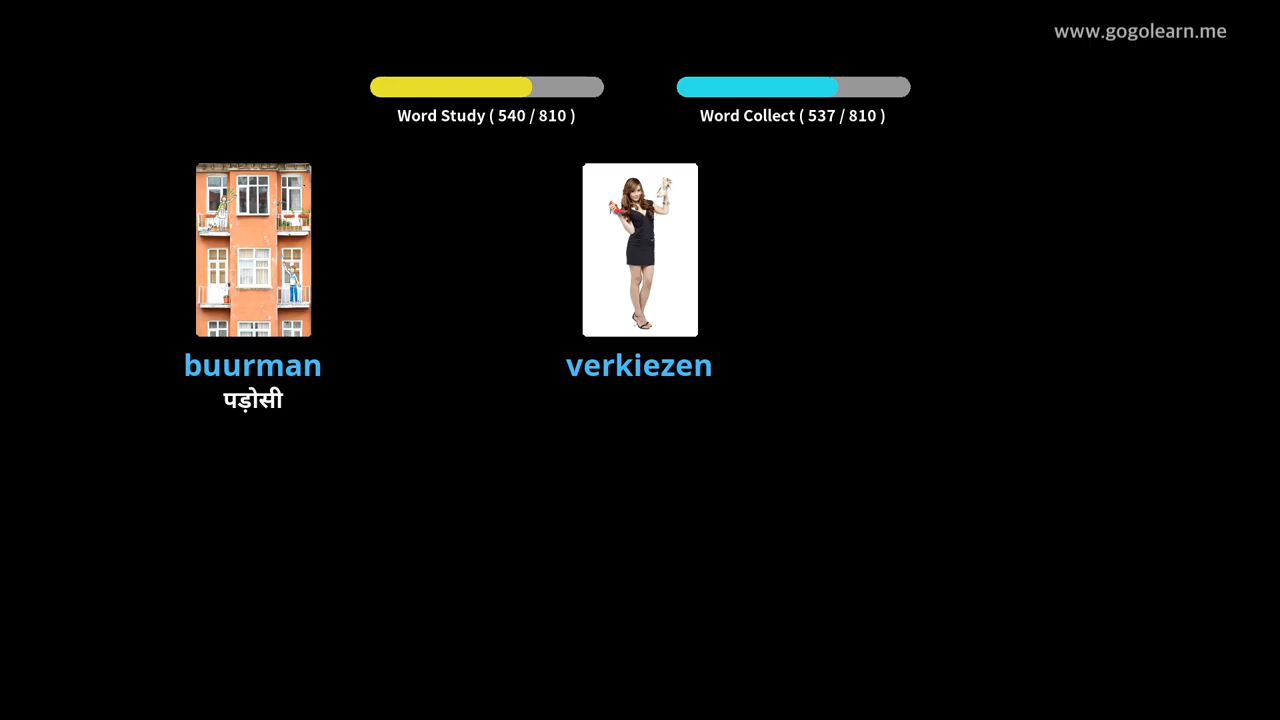 www.gogolearn.me
Word Study ( 540 / 810 )
Word Collect ( 537 / 810 )
buurman
verkiezen
पड़ोसी